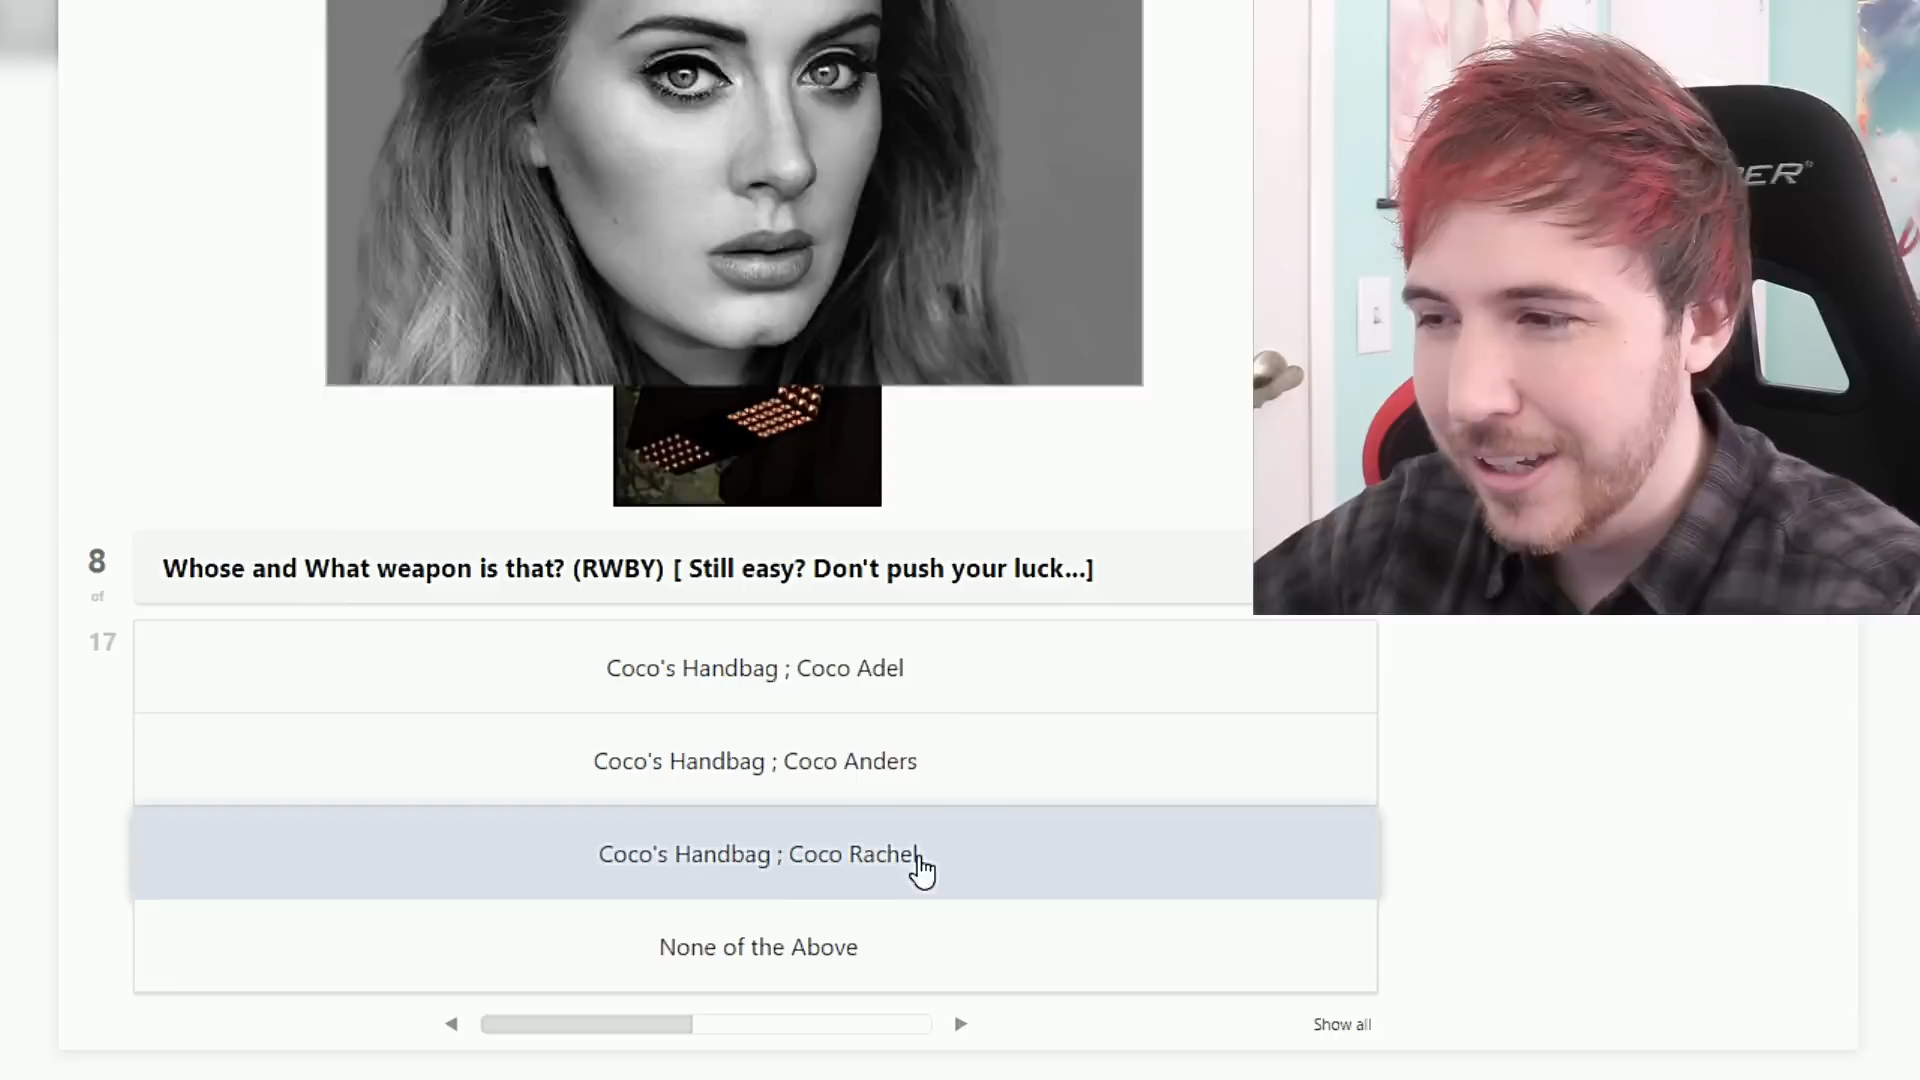 ER
8
of
17
Whose and What weapon is that? (RWBY) [ Still easy? Don't push your luck...]
Coco's Handbag ; Coco Adel
Coco's Handbag ; Coco Anders
Coco's Handbag ; Coco Rachel
None of the Above
Show all